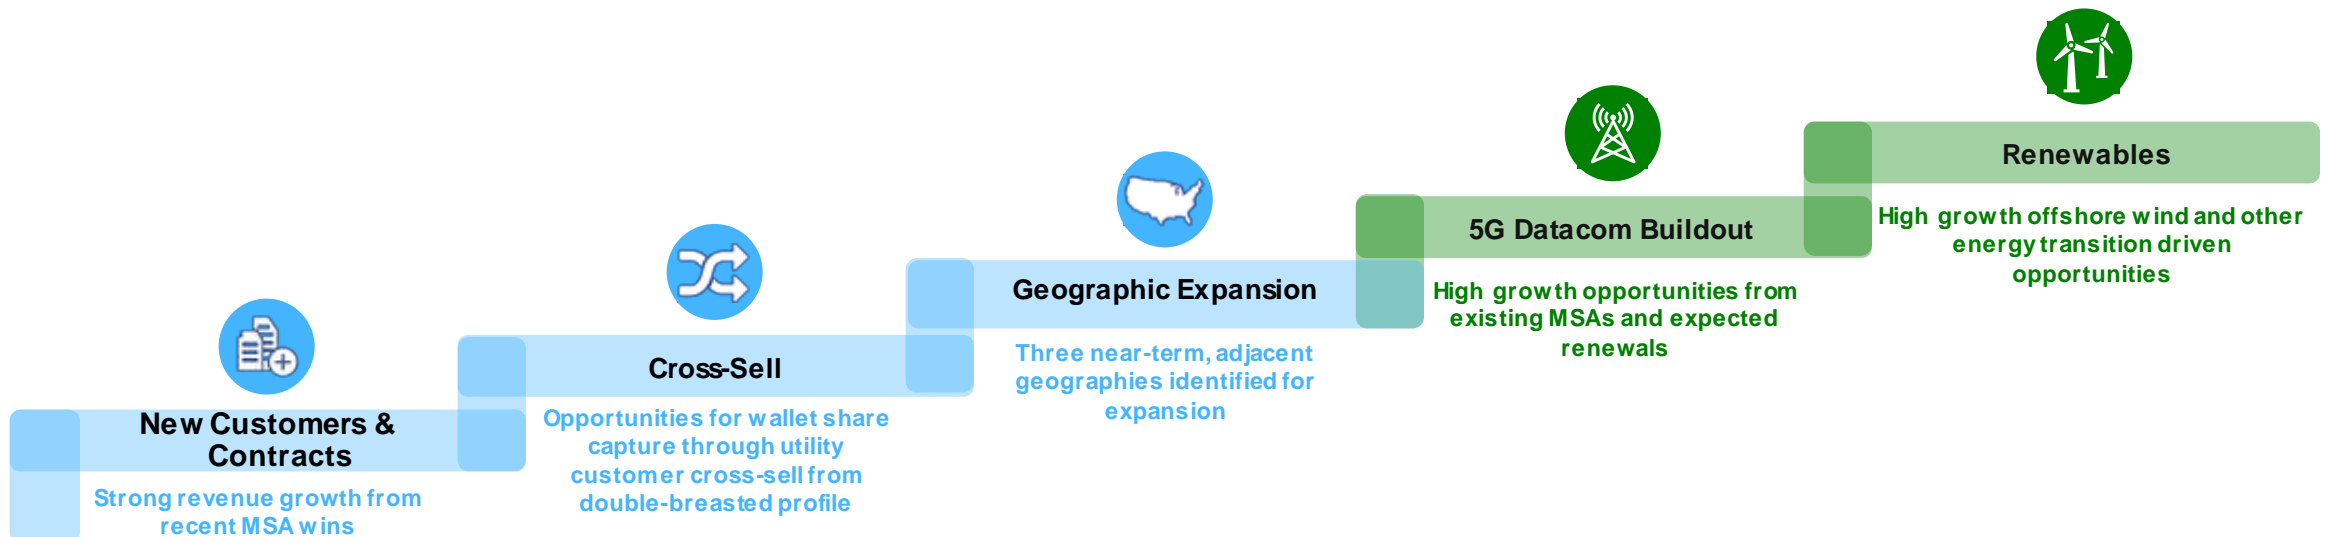 New Customers &
Contracts
Strong revenue growth from
recent MSA wins
Cross-Sell
Opportunities for wallet share
capture through utility
customer cross-sell from
double-breasted profile
Geographic Expansion
Three near-term, adjacent
geographies identified for
expansion
5G Datacom Buildout
High growth opportunities from
existing MSAs and expected
renewals
Renewables
High growth offshore wind and other
energy transition driven
opportunities